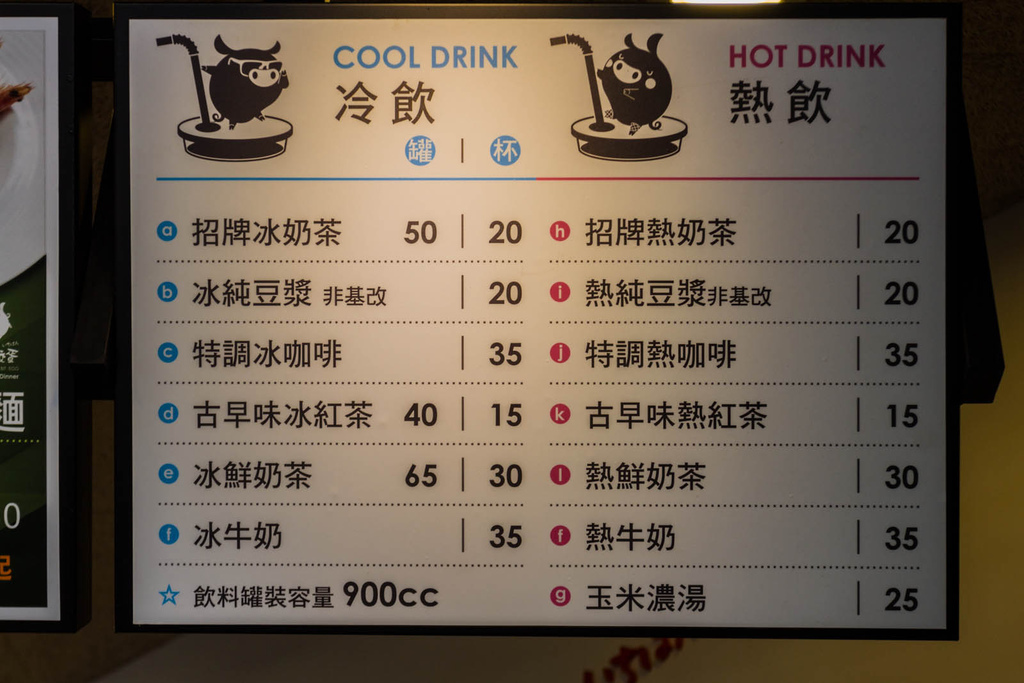 COOL DRINK
冷飲
罐 | 杯
ⓐ 招牌冰奶茶 50 | 20
ⓑ 冰純豆漿 非基改 | 20
ⓒ 特調冰咖啡 | 35
ⓓ 古早味冰紅茶 40 | 15
ⓔ 冰鮮奶茶 65 | 30
ⓕ 冰牛奶 | 35
☆ 飲料罐裝容量 900cc
HOT DRINK
熱飲
ⓗ 招牌熱奶茶 | 20
ⓘ 熱純豆漿非基改 | 20
ⓙ 特調熱咖啡 | 35
ⓚ 古早味熱紅茶 | 15
ⓛ 熱鮮奶茶 | 30
ⓕ 熱牛奶 | 35
ⓖ 玉米濃湯 | 25
Dinner
麵
0
起